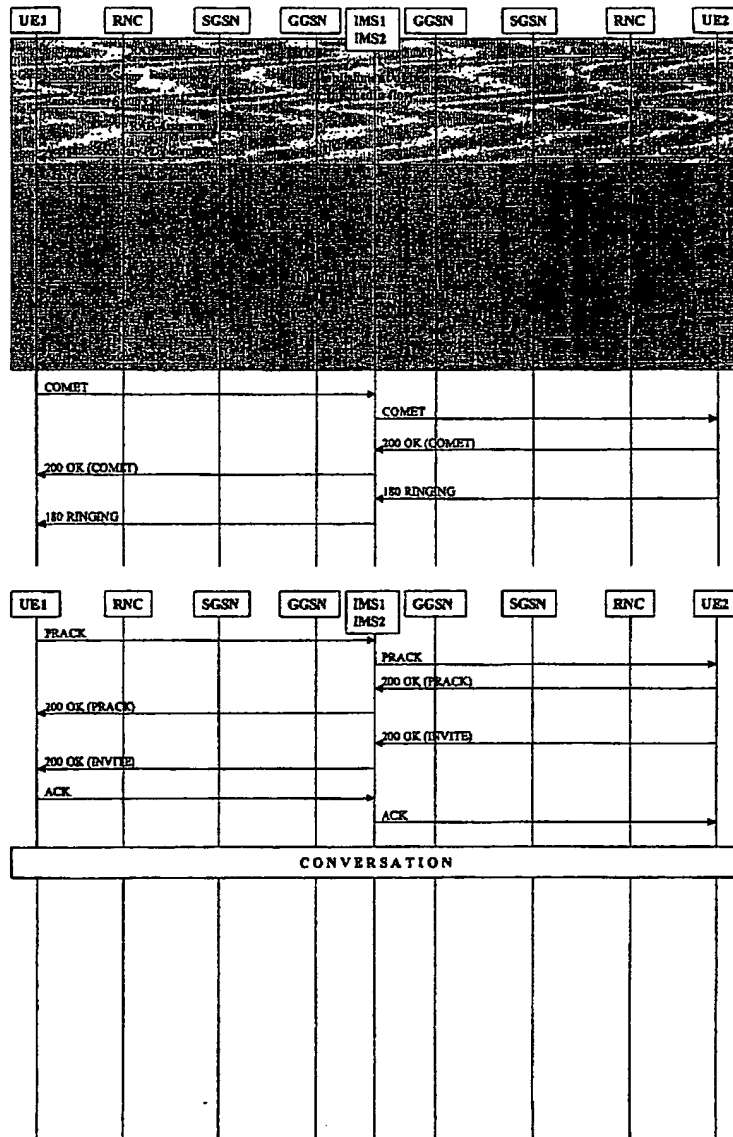 UE1 RNC SGSN GGSN IMS1 GGSN SGSN RNC UE2
IMS2
COMET
COMET
200 OK (COMET)
200 OK (COMET)
180 RINGING
180 RINGING
UE1 RNC SGSN GGSN IMS1 GGSN SGSN RNC UE2
IMS2
PRACK
PRACK
200 OK (PRACK)
200 OK (PRACK)
200 OK (INVITE)
200 OK (INVITE)
ACK
ACK
CONVERSATION